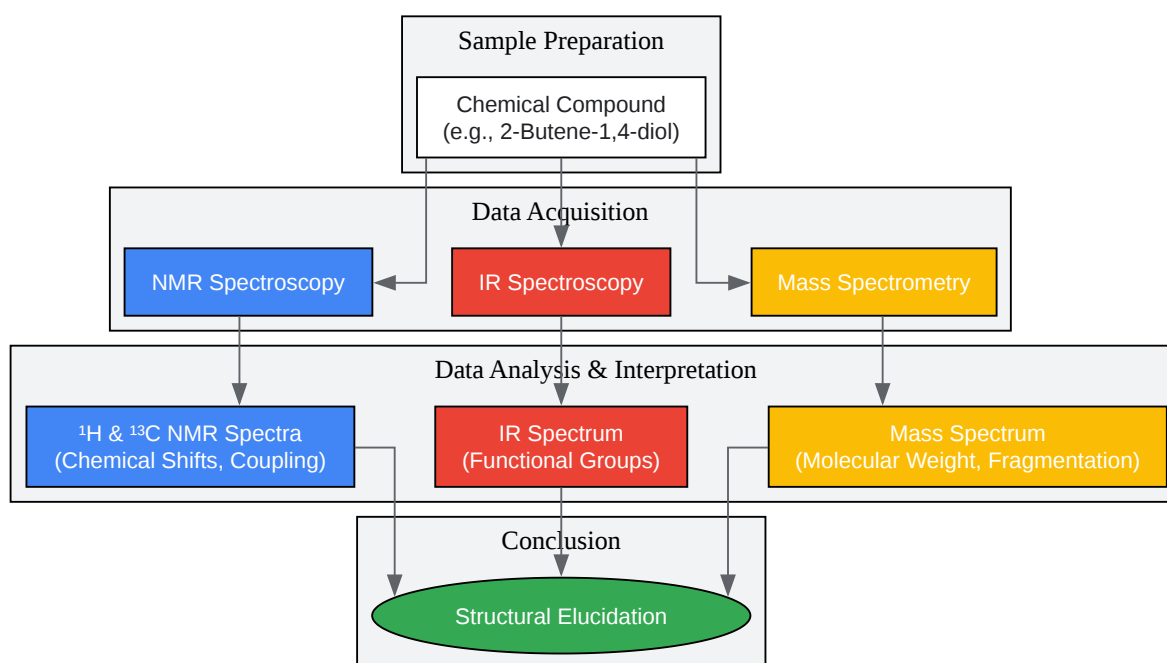 Sample Preparation
Chemical Compound
(e.g., 2-Butene-1,4-diol)
Data Acquisition
NMR Spectroscopy
IR Spectroscopy
Mass Spectrometry
Data Analysis & Interpretation
¹H & ¹³C NMR Spectra
(Chemical Shifts, Coupling)
IR Spectrum
(Functional Groups)
Mass Spectrum
(Molecular Weight, Fragmentation)
Conclusion
Structural Elucidation